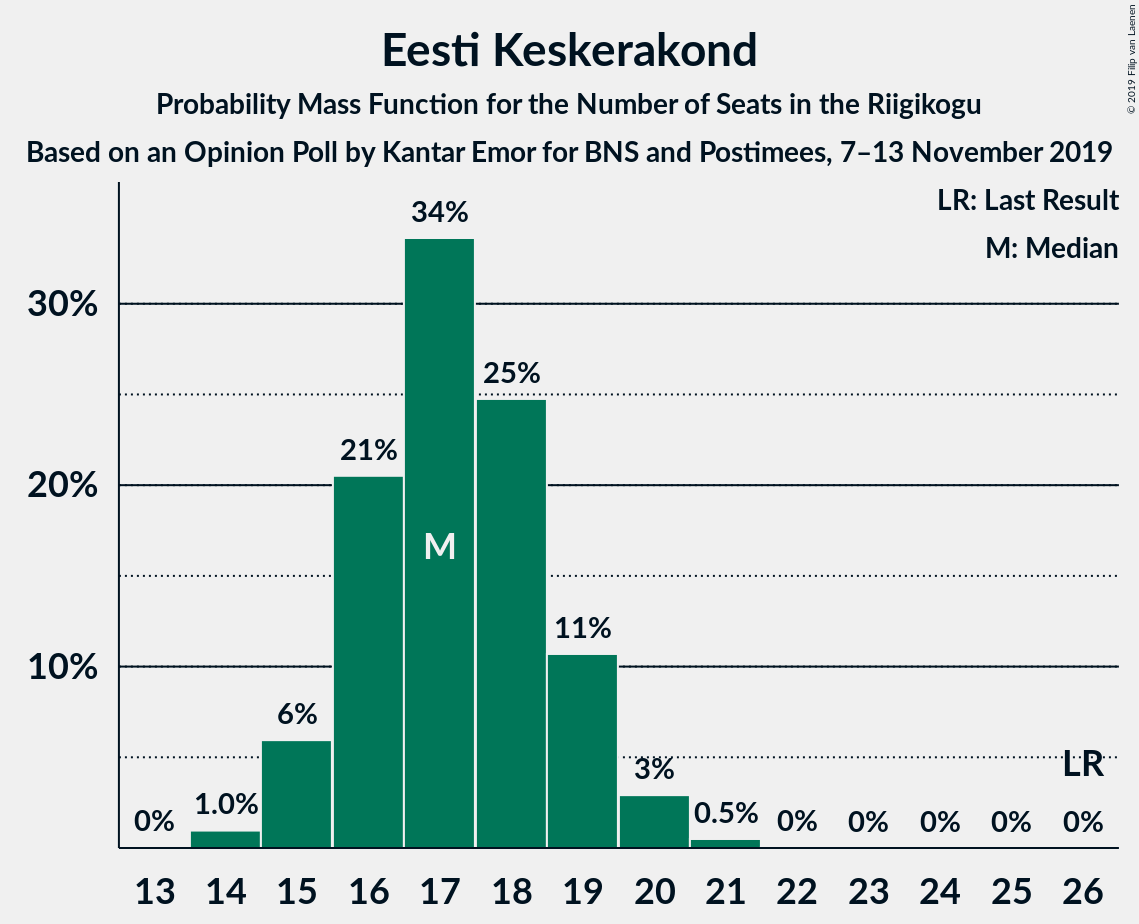 Eesti Keskerakond
Probability Mass Function for the Number of Seats in the Riigikogu
Based on an Opinion Poll by Kantar Emor for BNS and Postimees, 7–13 November 2019
© 2019 Filip van Laenen
LR: Last Result
M: Median
34%
30%
25%
21%
20%
M
11%
10%
6%
LR
3%
0% 1.0% 0.5% 0% 0% 0% 0% 0%
13 14 15 16 17 18 19 20 21 22 23 24 25 26